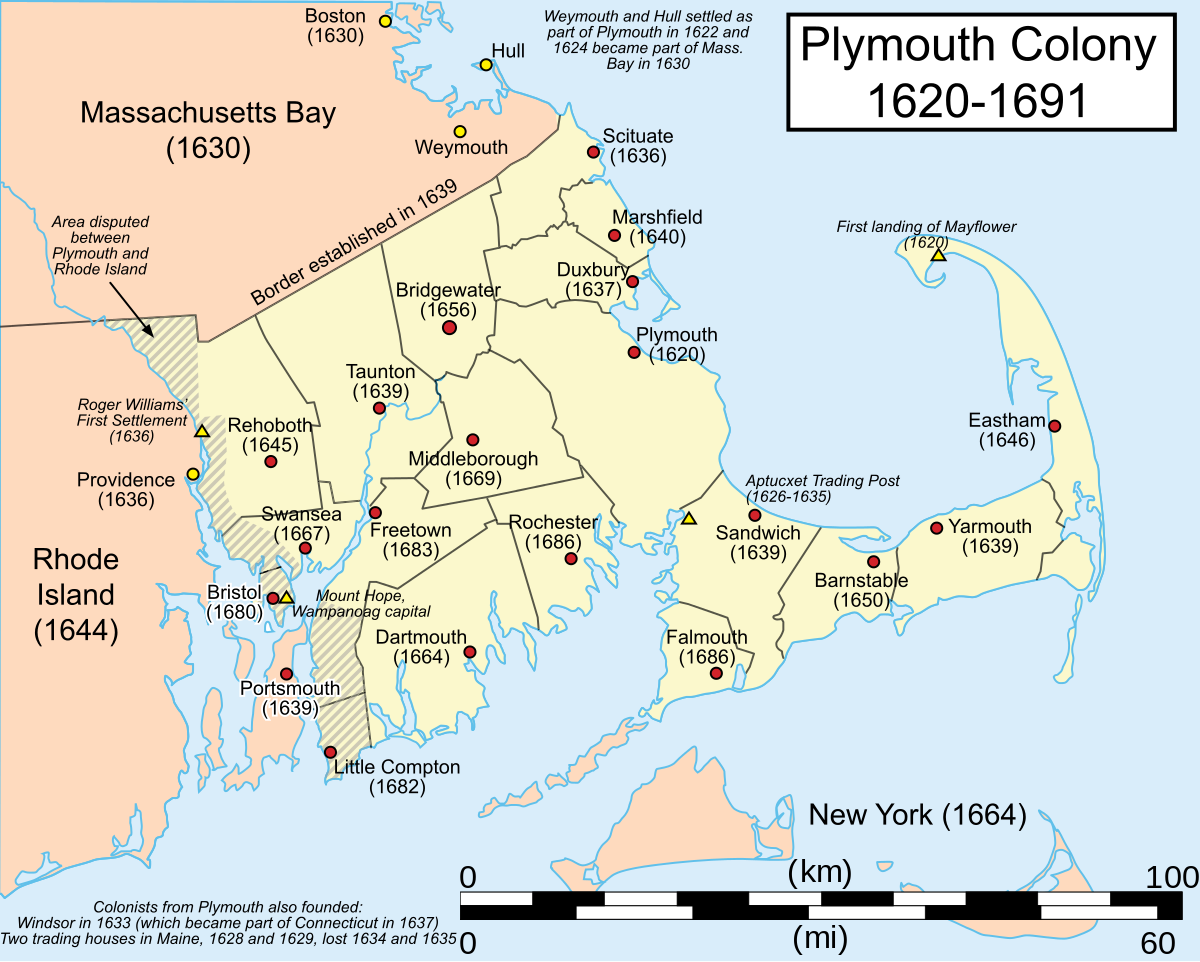 Plymouth Colony
1620-1691
Boston
(1630)
Hull
Weymouth and Hull settled as
part of Plymouth in 1622 and
1624 became part of Mass.
Bay in 1630
Massachusetts Bay
(1630)
Weymouth
Scituate
(1636)
Border established in 1639
Area disputed
between
Plymouth and
Rhode Island
Marshfield
(1640)
First landing of Mayflower
(1620)
Duxbury
(1637)
Bridgewater
(1656)
Plymouth
(1620)
Taunton
(1639)
Roger Williams'
First Settlement
(1636)
Rehoboth
(1645)
Eastham
(1646)
Middleborough
(1669)
Providence
(1636)
Aptucxet Trading Post
(1626-1635)
Swansea
(1667)
Freetown
(1683)
Rochester
(1686)
Sandwich
(1639)
Yarmouth
(1639)
Rhode
Island
(1644)
Barnstable
(1650)
Bristol
(1680)
Mount Hope,
Wampanoag capital
Dartmouth
(1664)
Falmouth
(1686)
Portsmouth
(1639)
Little Compton
(1682)
New York (1664)
0 (km) 100
0 (mi) 60
Colonists from Plymouth also founded:
Windsor in 1633 (which became part of Connecticut in 1637)
Two trading houses in Maine, 1628 and 1629, lost 1634 and 1635